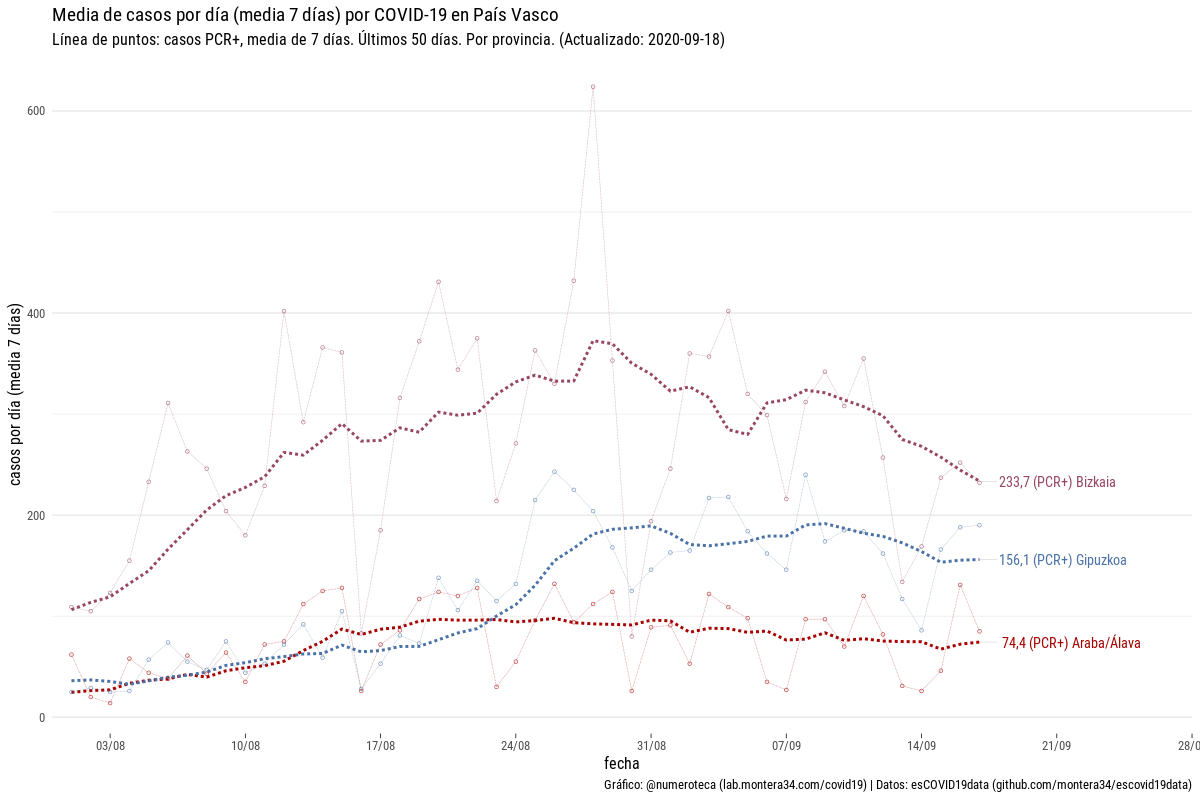 Media de casos por día (media 7 días) por COVID-19 en País Vasco
Línea de puntos: casos PCR+, media de 7 días. Últimos 50 días. Por provincia. (Actualizado: 2020-09-18)
casos por día (media 7 días)
600
400
200
0
233,7 (PCR+) Bizkaia
156,1 (PCR+) Gipuzkoa
74,4 (PCR+) Araba/Álava
03/08
10/08
17/08
24/08
31/08
07/09
14/09
21/09
28/0
fecha
Gráfico: @numeroteca (lab.montera34.com/covid19) | Datos: esCOVID19data (github.com/montera34/escovid19data)